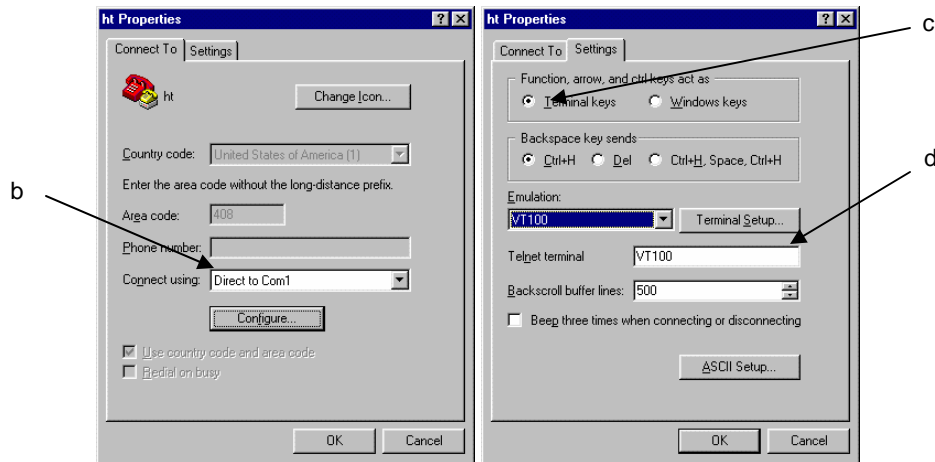 ht Properties
Connect To
Settings
ht
Change Icon...
Country code:
United States of America (1)
Enter the area code without the long-distance prefix.
Area code:
408
Phone number:
Connect using:
Direct to Com1
Configure...
Use country code and area code
Redial on busy
OK
Cancel
b
ht Properties
Connect To
Settings
Function, arrow, and ctrl keys act as
Terminal keys
Windows keys
Backspace key sends
Ctrl+H
Del
Ctrl+H, Space, Ctrl+H
Emulation:
VT100
Terminal Setup...
Telnet terminal
VT100
Backscroll buffer lines:
500
Beep three times when connecting or disconnecting
ASCII Setup...
OK
Cancel
c
d